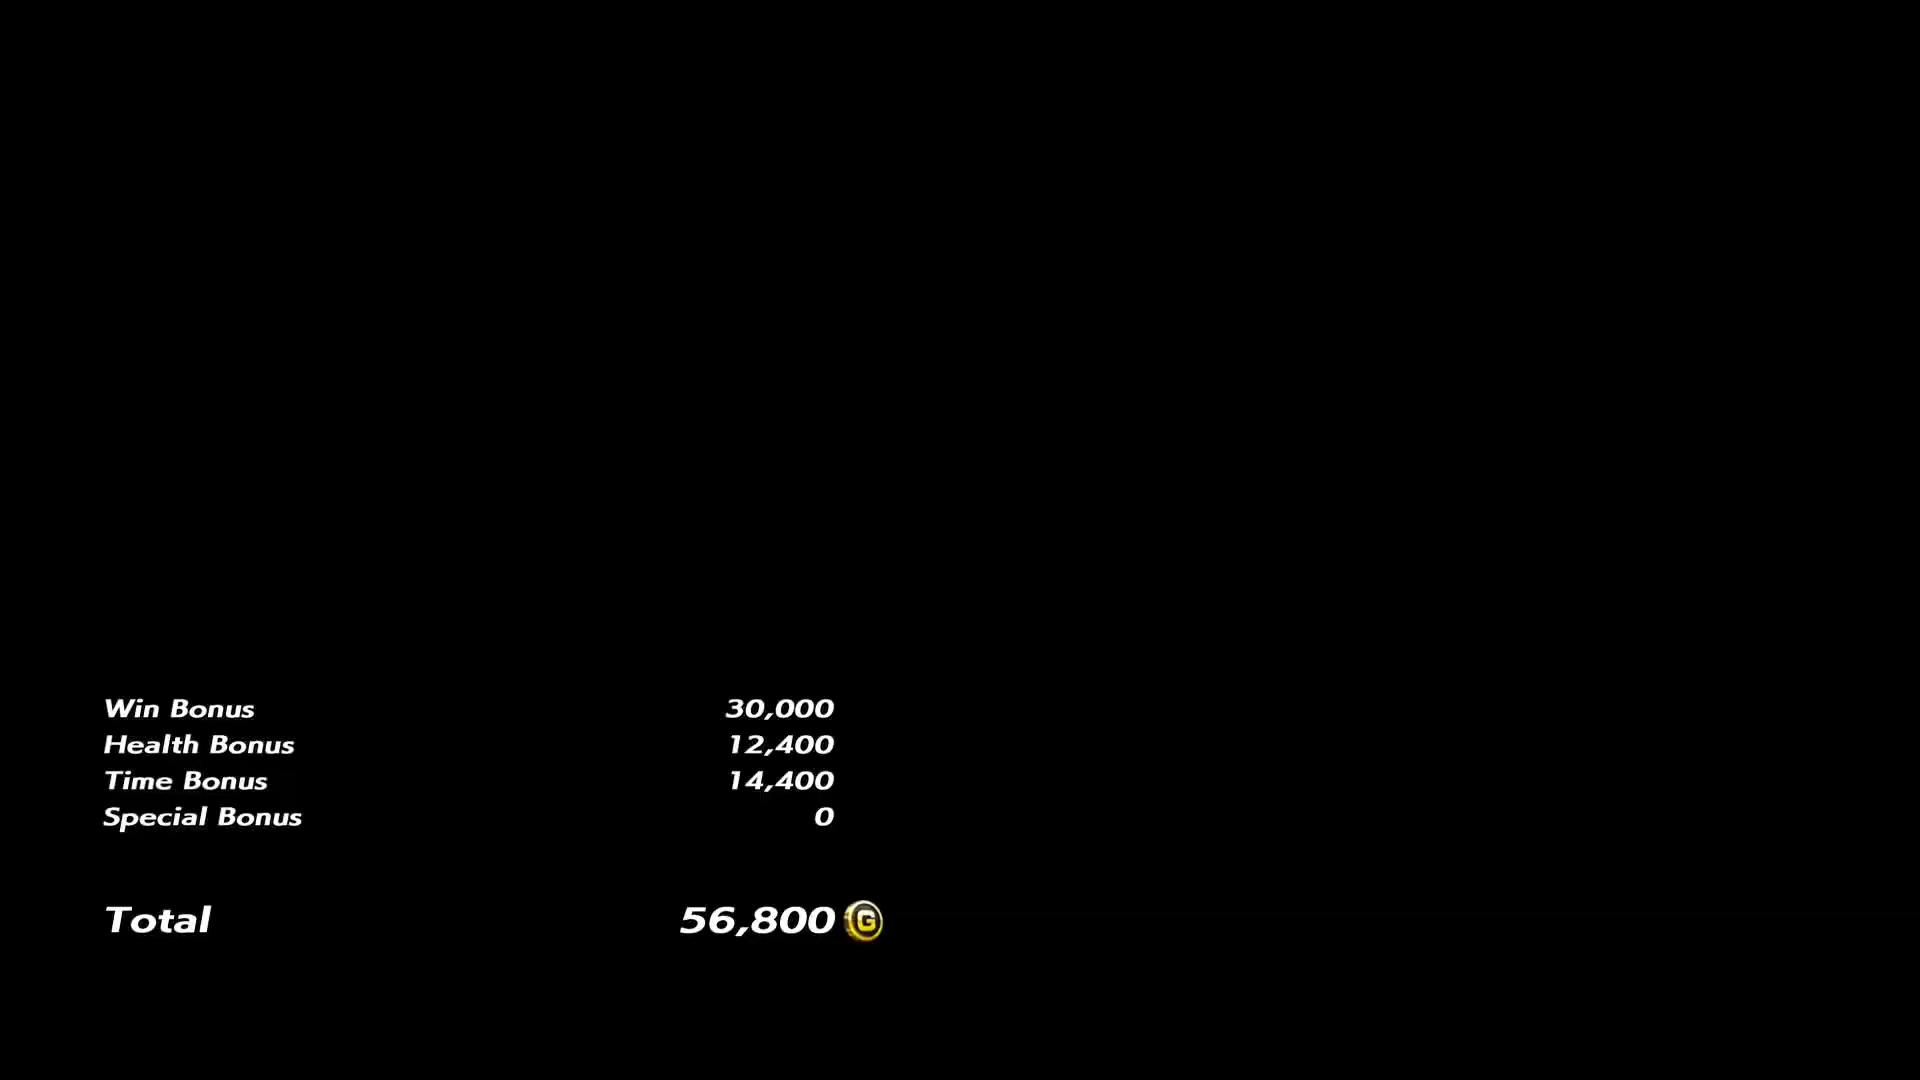 Win Bonus 30,000
Health Bonus 12,400
Time Bonus 14,400
Special Bonus 0
Total 56,800 G